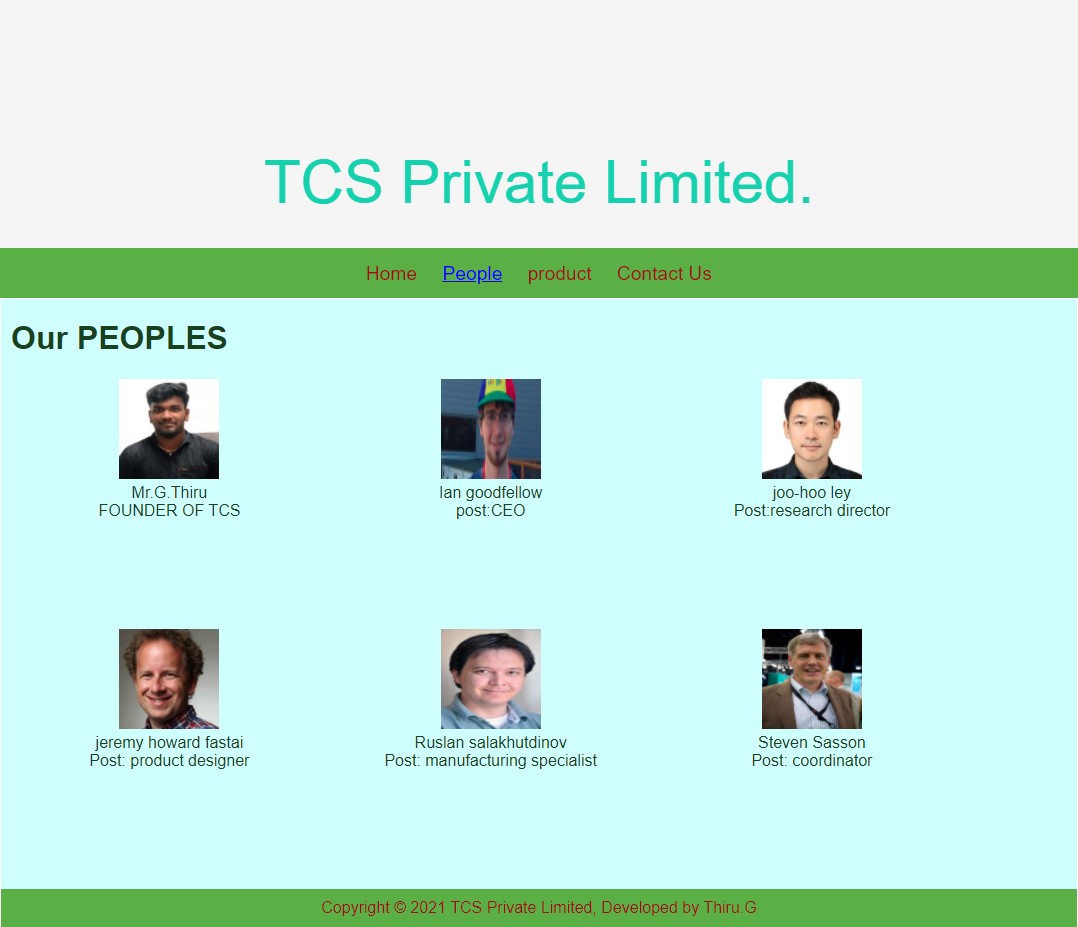 TCS Private Limited.
Home People product Contact Us
Our PEOPLES
Mr.G.Thiru
FOUNDER OF TCS
Ian goodfellow
post:CEO
joo-hoo ley
Post:research director
jeremy howard fastai
Post: product designer
Ruslan salakhutdinov
Post: manufacturing specialist
Steven Sasson
Post: coordinator
Copyright © 2021 TCS Private Limited, Developed by Thiru.G